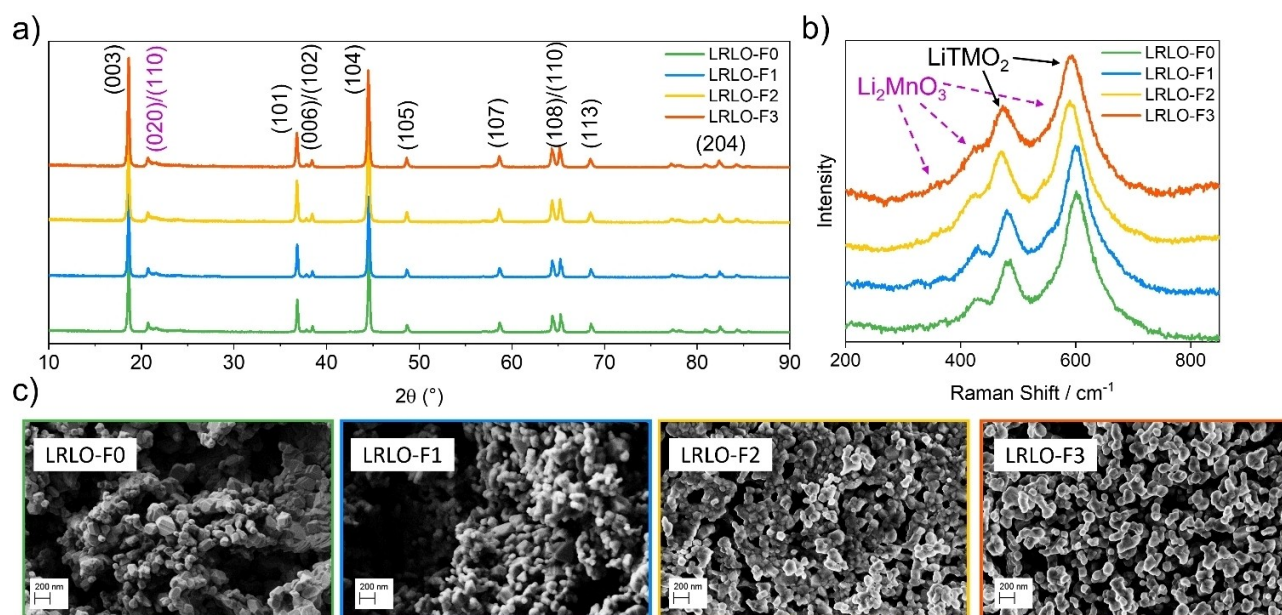 a)
(003)
(020)/(110)
(101)
(006)/(102)
(104)
(105)
(107)
(108)/(110)
(113)
(204)
LRLO-F0
LRLO-F1
LRLO-F2
LRLO-F3
10 20 30 40 50 60 70 80 90
2θ (°)
b)
LiTMO₂
Li₂MnO₃
LRLO-F0
LRLO-F1
LRLO-F2
LRLO-F3
Intensity
200 400 600 800
Raman Shift / cm⁻¹
c)
LRLO-F0
200 nm
LRLO-F1
200 nm
LRLO-F2
200 nm
LRLO-F3
200 nm